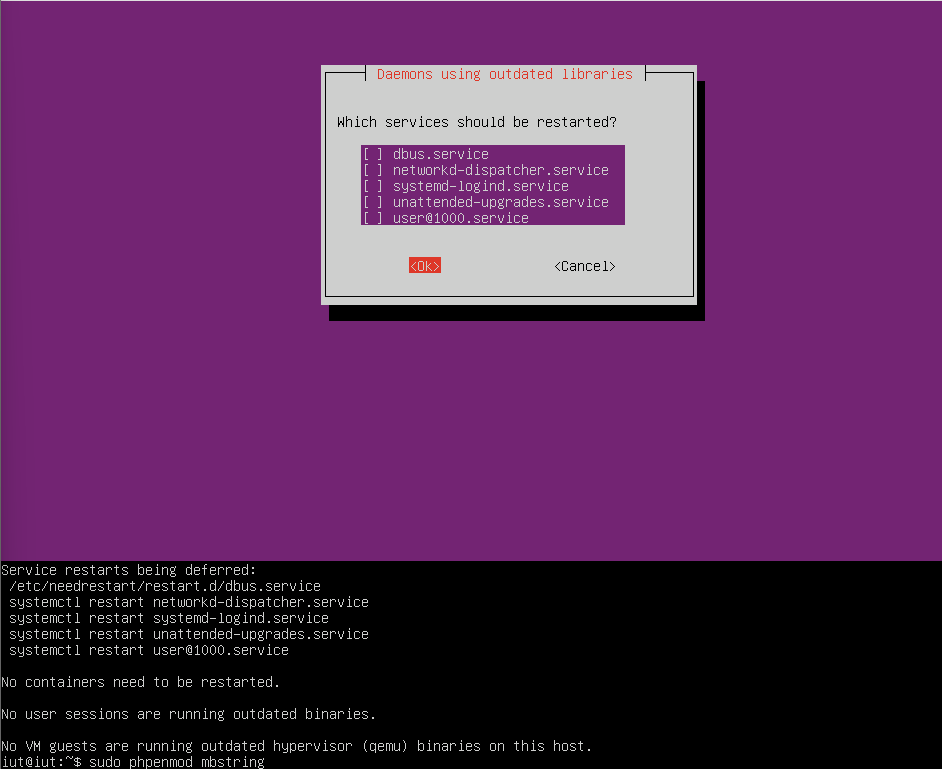 Daemons using outdated libraries
Which services should be restarted?
[ ] dbus.service
[ ] networkd-dispatcher.service
[ ] systemd-logind.service
[ ] unattended-upgrades.service
[ ] user@1000.service
<Ok> <Cancel>
Service restarts being deferred:
/etc/needrestart/restart.d/dbus.service
systemctl restart networkd-dispatcher.service
systemctl restart systemd-logind.service
systemctl restart unattended-upgrades.service
systemctl restart user@1000.service
No containers need to be restarted.
No user sessions are running outdated binaries.
No VM guests are running outdated hypervisor (qemu) binaries on this host.
iut@iut:~$ sudo phpenmod mbstring